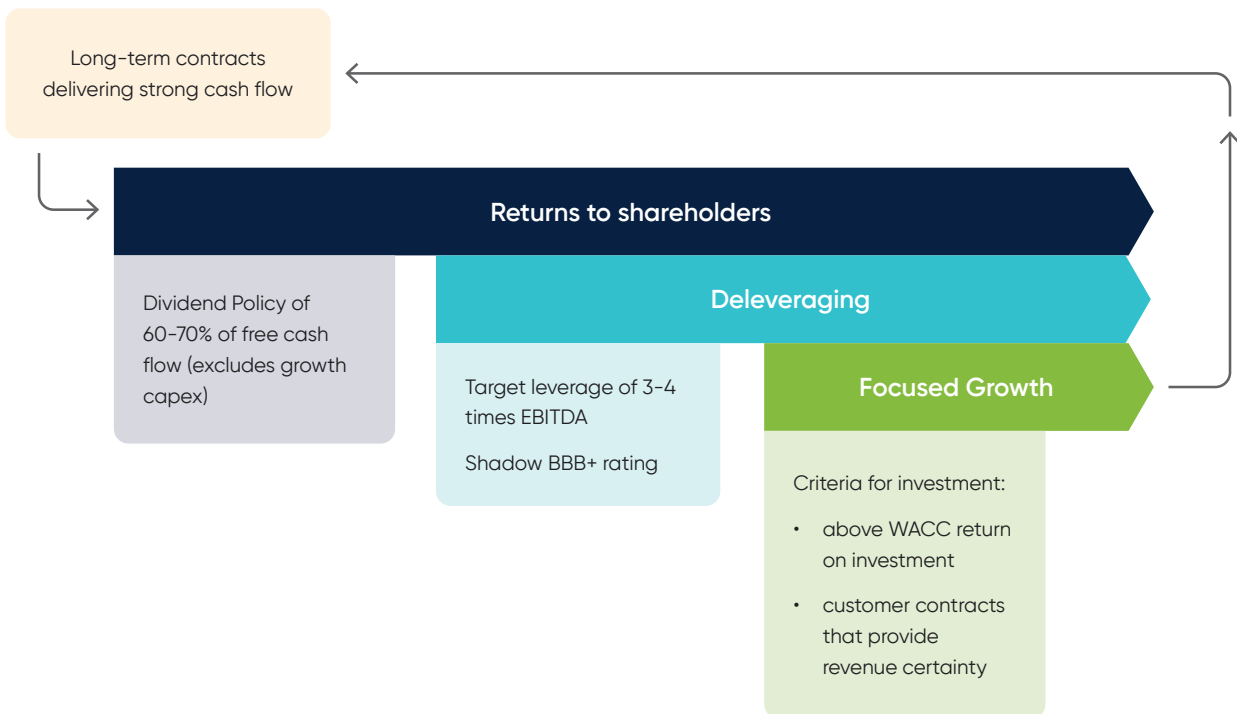 Long-term contracts
delivering strong cash flow
Returns to shareholders
Dividend Policy of
60-70% of free cash
flow (excludes growth
capex)
Deleveraging
Target leverage of 3-4
times EBITDA
Shadow BBB+ rating
Focused Growth
Criteria for investment:
• above WACC return
on investment
• customer contracts
that provide
revenue certainty